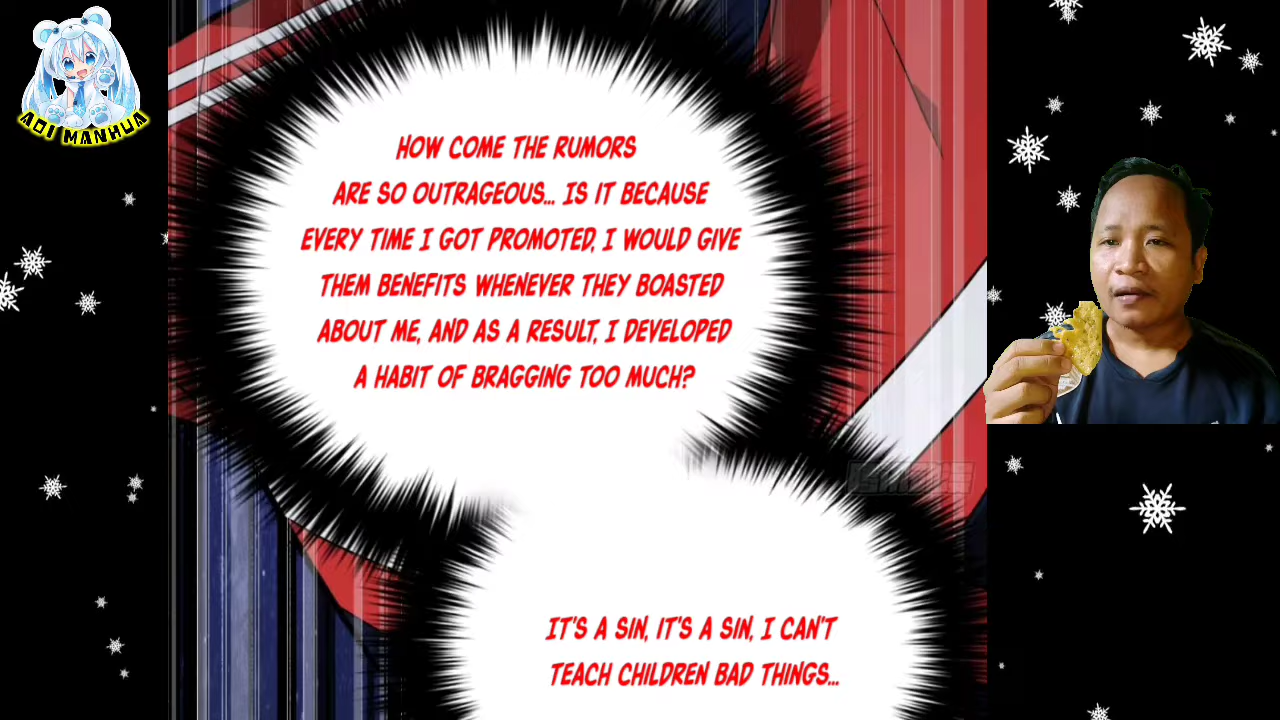 AOI MANHUA
HOW COME THE RUMORS
ARE SO OUTRAGEOUS... IS IT BECAUSE
EVERY TIME I GOT PROMOTED, I WOULD GIVE
THEM BENEFITS WHENEVER THEY BOASTED
ABOUT ME, AND AS A RESULT, I DEVELOPED
A HABIT OF BRAGGING TOO MUCH?
IT'S A SIN, IT'S A SIN, I CAN'T
TEACH CHILDREN BAD THINGS...